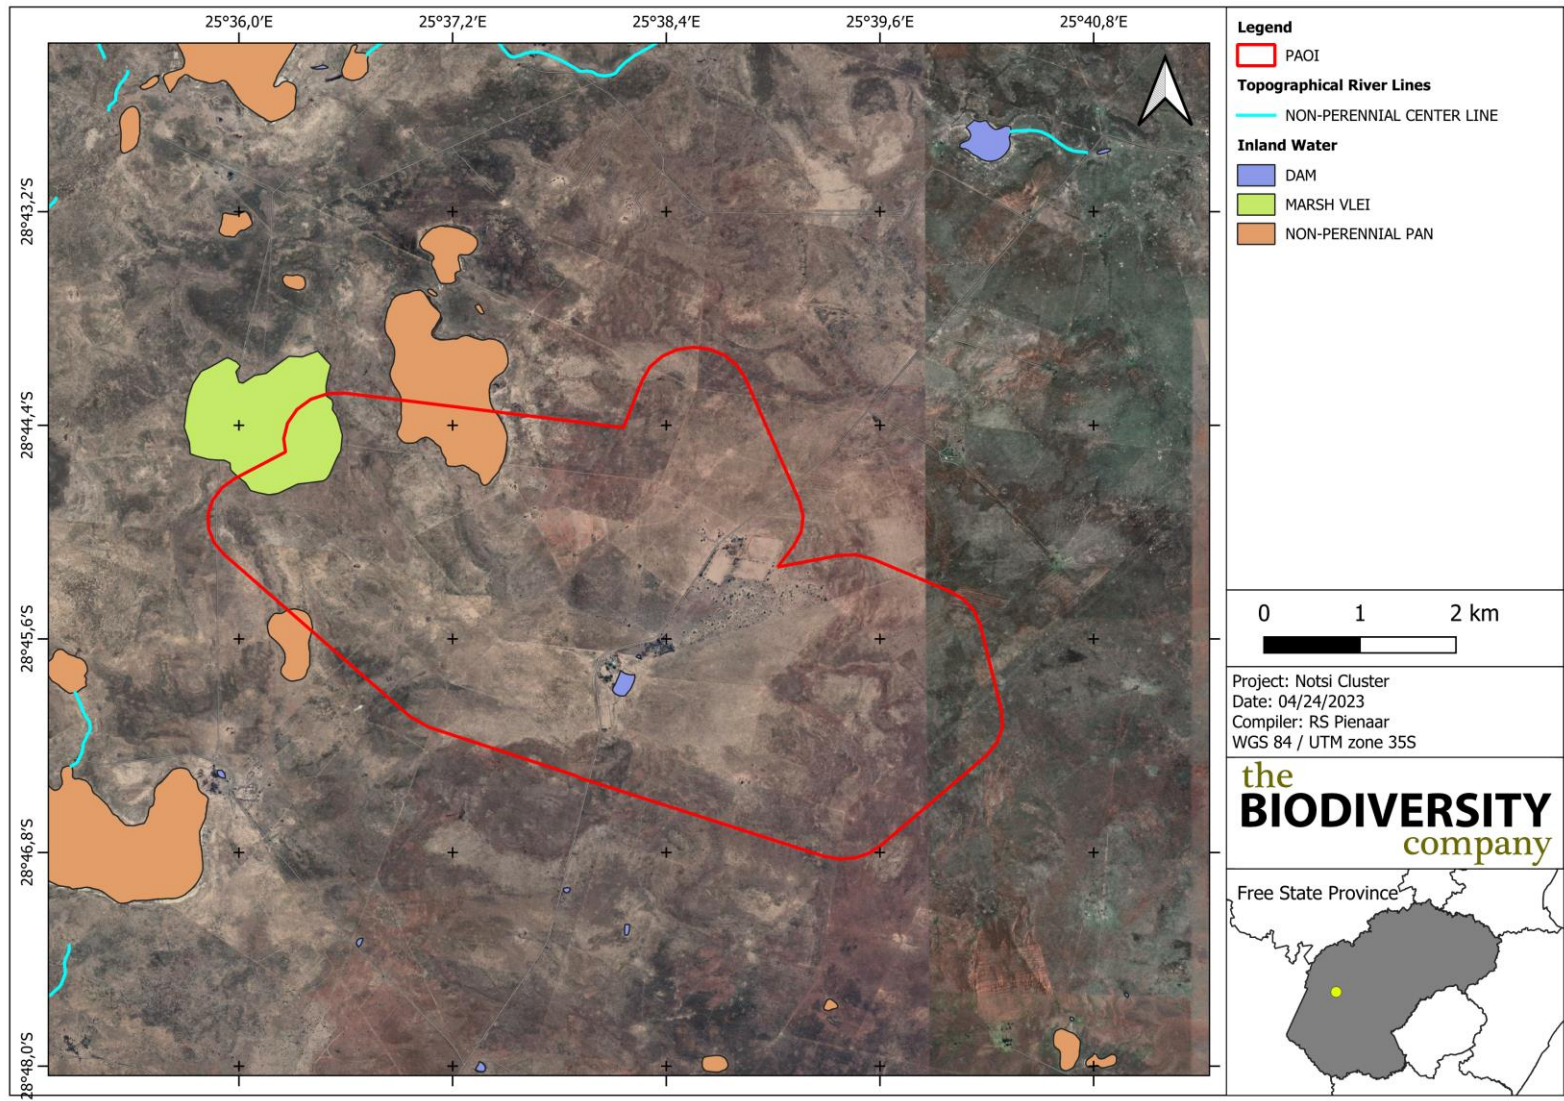 25°36,0'E 25°37,2'E 25°38,4'E 25°39,6'E 25°40,8'E
28°43,2'S
28°44,4'S
28°45,6'S
28°46,8'S
28°48,0'S
Legend
PAOI
Topographical River Lines
NON-PERENNIAL CENTER LINE
Inland Water
DAM
MARSH VLEI
NON-PERENNIAL PAN
0 1 2 km
Project: Notsi Cluster
Date: 04/24/2023
Compiler: RS Pienaar
WGS 84 / UTM zone 35S
the
BIODIVERSITY
company
Free State Province